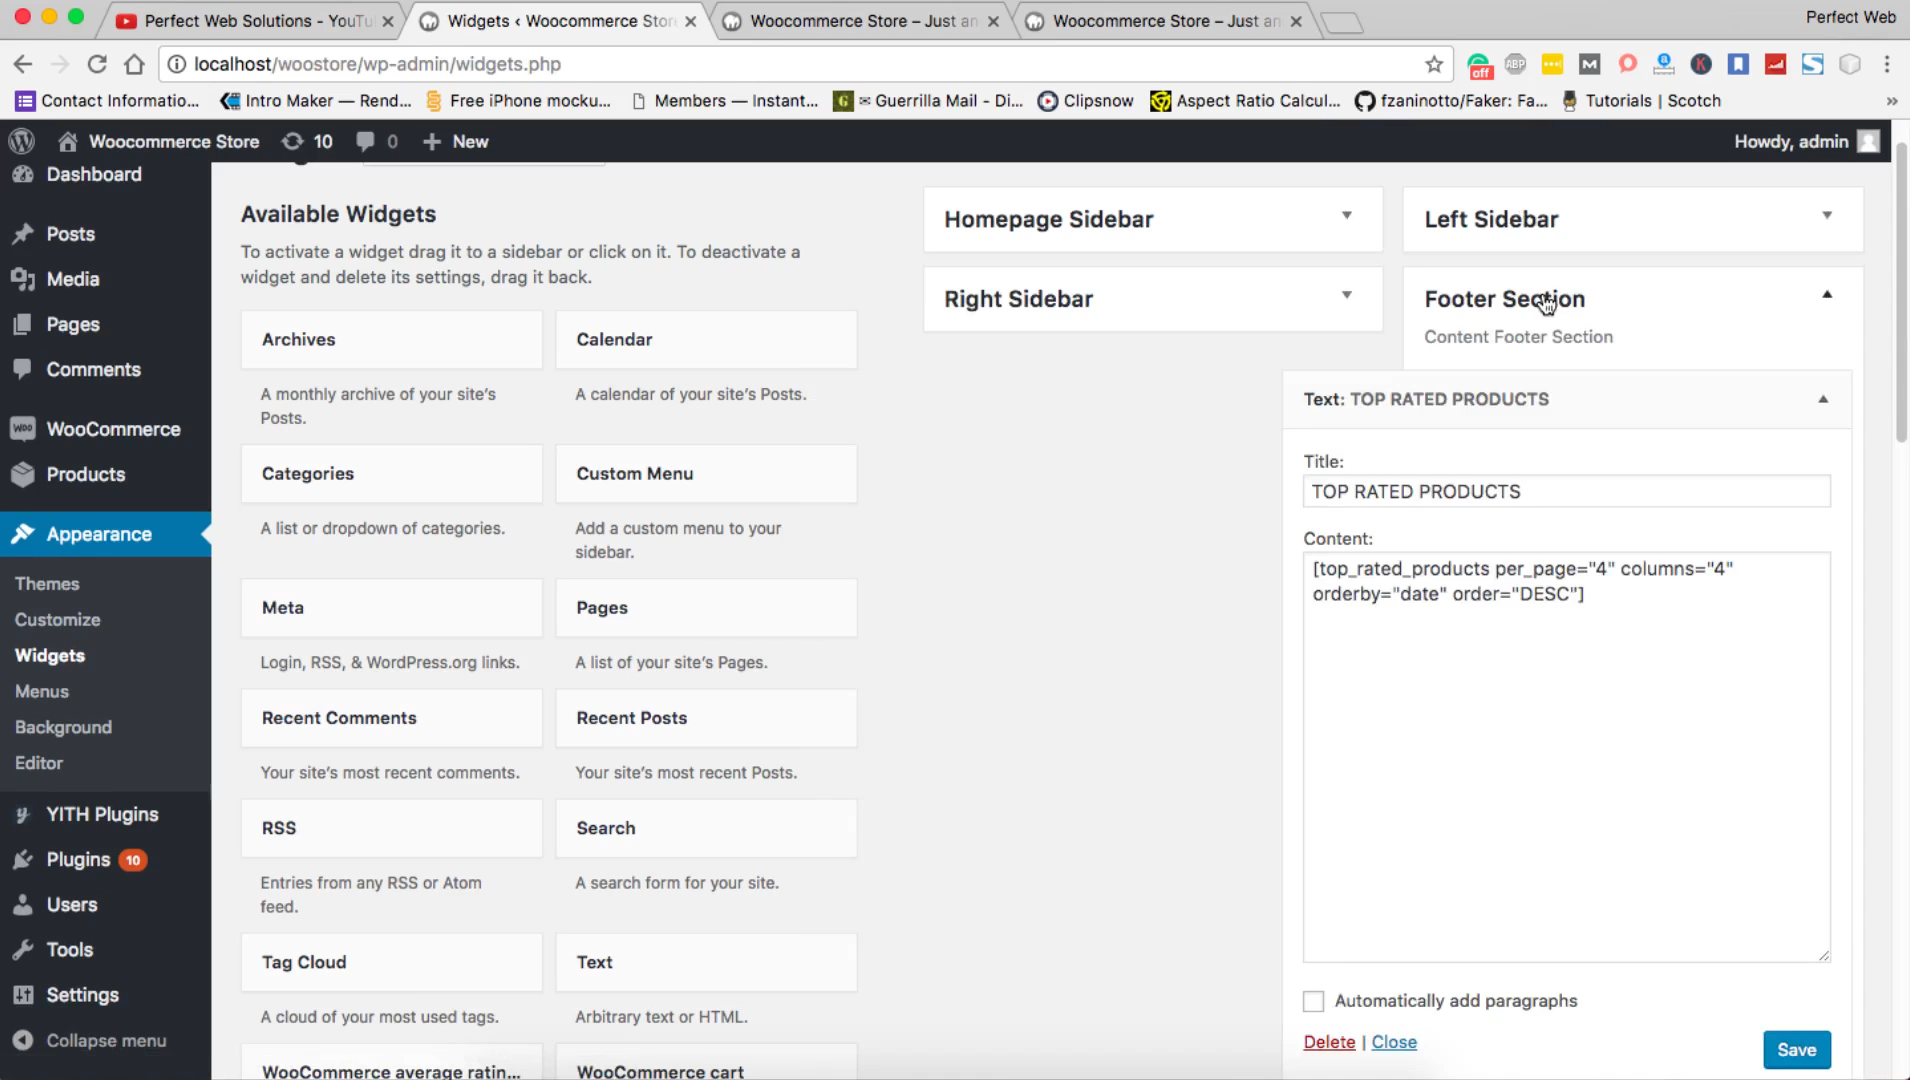 Perfect Web Solutions - YouTu
Widgets ‹ Woocommerce Stor
Woocommerce Store – Just an
Woocommerce Store – Just an
Perfect Web
localhost/woostore/wp-admin/widgets.php
off
ABP
Contact Informatio...
Intro Maker — Rend...
Free iPhone mocku...
Members — Instant...
Guerrilla Mail - Di...
Clipsnow
Aspect Ratio Calcul...
fzaninotto/Faker: Fa...
Tutorials | Scotch
Woocommerce Store
10
0
New
Howdy, admin
Dashboard
Posts
Media
Pages
Comments
WooCommerce
Products
Appearance
Themes
Customize
Widgets
Menus
Background
Editor
YITH Plugins
Plugins 10
Users
Tools
Settings
Collapse menu
Available Widgets
To activate a widget drag it to a sidebar or click on it. To deactivate a
widget and delete its settings, drag it back.
Archives
A monthly archive of your site's
Posts.
Calendar
A calendar of your site's Posts.
Categories
A list or dropdown of categories.
Custom Menu
Add a custom menu to your
sidebar.
Meta
Login, RSS, & WordPress.org links.
Pages
A list of your site's Pages.
Recent Comments
Your site's most recent comments.
Recent Posts
Your site's most recent Posts.
RSS
Entries from any RSS or Atom
feed.
Search
A search form for your site.
Tag Cloud
A cloud of your most used tags.
Text
Arbitrary text or HTML.
WooCommerce average ratin...
WooCommerce cart
Homepage Sidebar
Left Sidebar
Right Sidebar
Footer Section
Content Footer Section
Text: TOP RATED PRODUCTS
Title:
TOP RATED PRODUCTS
Content:
[top_rated_products per_page="4" columns="4"
orderby="date" order="DESC"]
Automatically add paragraphs
Delete | Close
Save